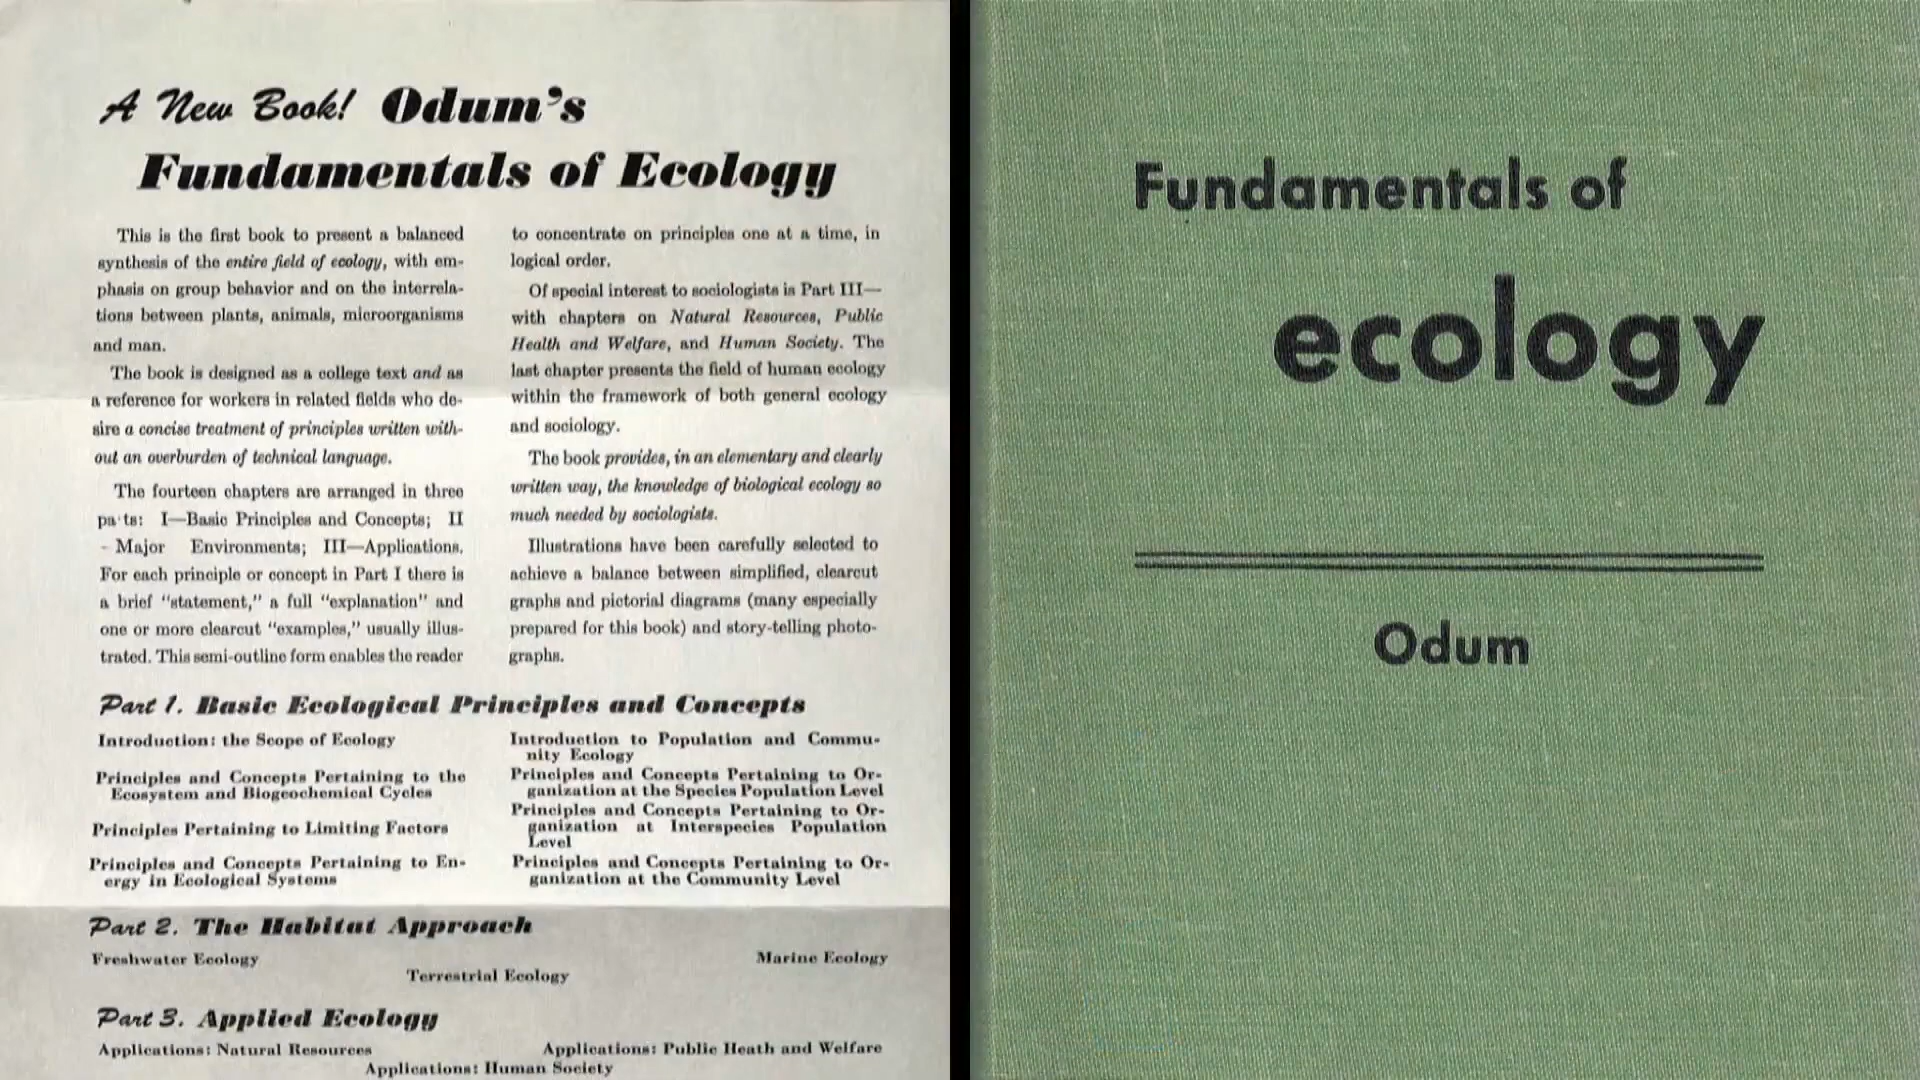 A New Book! Odum's
Fundamentals of Ecology
This is the first book to present a balanced
synthesis of the entire field of ecology, with em-
phasis on group behavior and on the interrela-
tions between plants, animals, microorganisms
and man.
The book is designed as a college text and as
a reference for workers in related fields who de-
sire a concise treatment of principles written with-
out an overburden of technical language.
The fourteen chapters are arranged in three
pa ts: I—Basic Principles and Concepts; II
- Major Environments; III—Applications.
For each principle or concept in Part I there is
a brief "statement," a full "explanation" and
one or more clearcut "examples," usually illus-
trated. This semi-outline form enables the reader
to concentrate on principles one at a time, in
logical order.
Of special interest to sociologists is Part III—
with chapters on Natural Resources, Public
Health and Welfare, and Human Society. The
last chapter presents the field of human ecology
within the framework of both general ecology
and sociology.
The book provides, in an elementary and clearly
written way, the knowledge of biological ecology so
much needed by sociologists.
Illustrations have been carefully selected to
achieve a balance between simplified, clearcut
graphs and pictorial diagrams (many especially
prepared for this book) and story-telling photo-
graphs.
Part 1. Basic Ecological Principles and Concepts
Introduction: the Scope of Ecology
Principles and Concepts Pertaining to the
Ecosystem and Biogeochemical Cycles
Principles Pertaining to Limiting Factors
Principles and Concepts Pertaining to En-
ergy in Ecological Systems
Introduction to Population and Commu-
nity Ecology
Principles and Concepts Pertaining to Or-
ganization at the Species Population Level
Principles and Concepts Pertaining to Or-
ganization at Interspecies Population
Level
Principles and Concepts Pertaining to Or-
ganization at the Community Level
Part 2. The Habitat Approach
Freshwater Ecology
Marine Ecology
Terrestrial Ecology
Part 3. Applied Ecology
Applications: Natural Resources
Applications: Public Heath and Welfare
Applications: Human Society
Fundamentals of
ecology
Odum